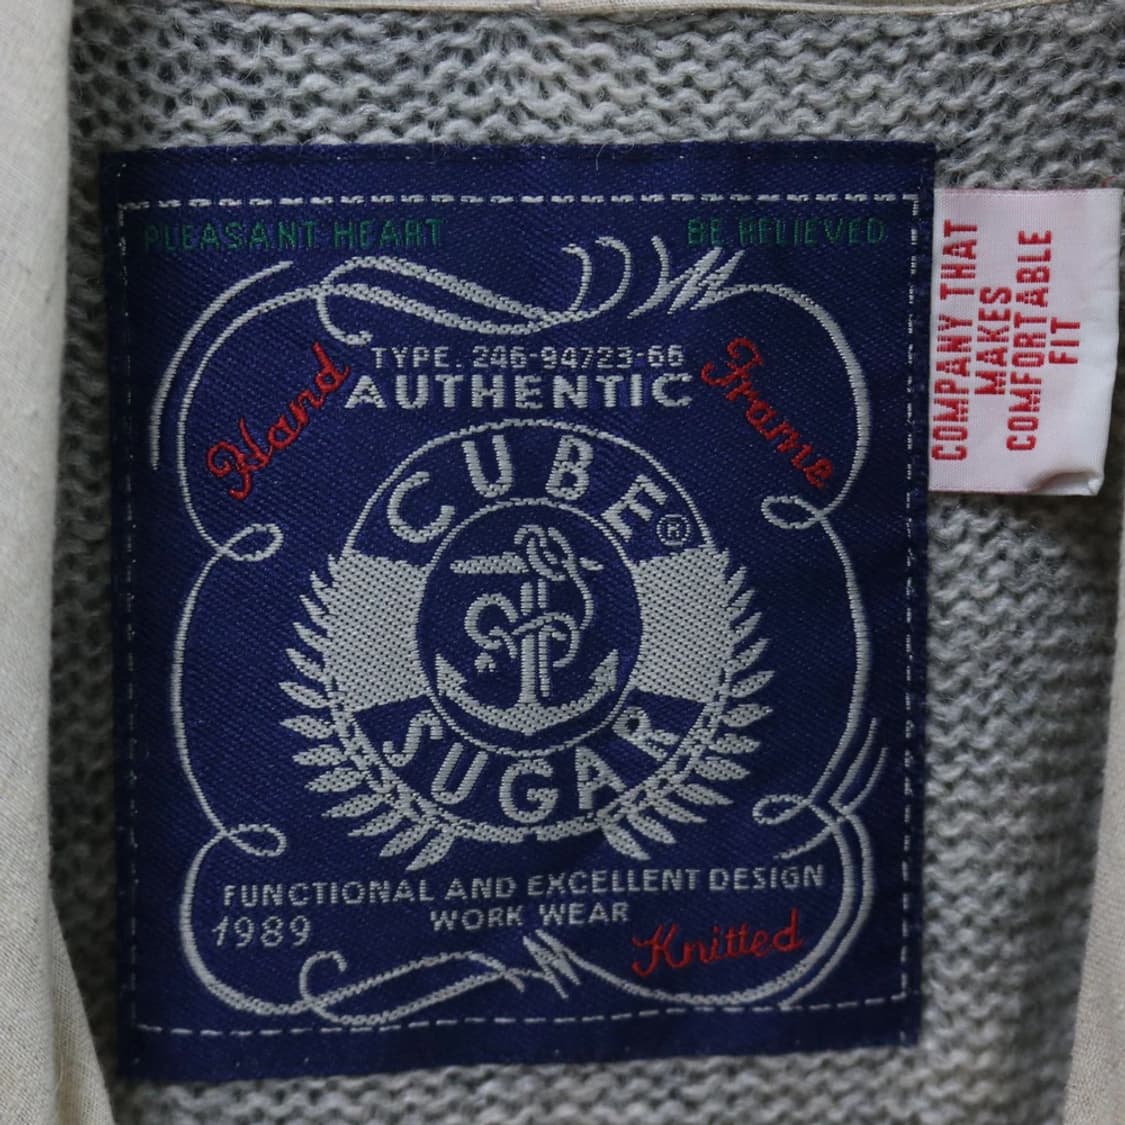 PLEASANT HEART
BE RELIEVED
TYPE. 246-94723-66
AUTHENTIC
Hand
Frame
CUBE®
SUGAR
FUNCTIONAL AND EXCELLENT DESIGN
WORK WEAR
1989
Knitted
COMPANY THAT
MAKES
COMFORTABLE
FIT